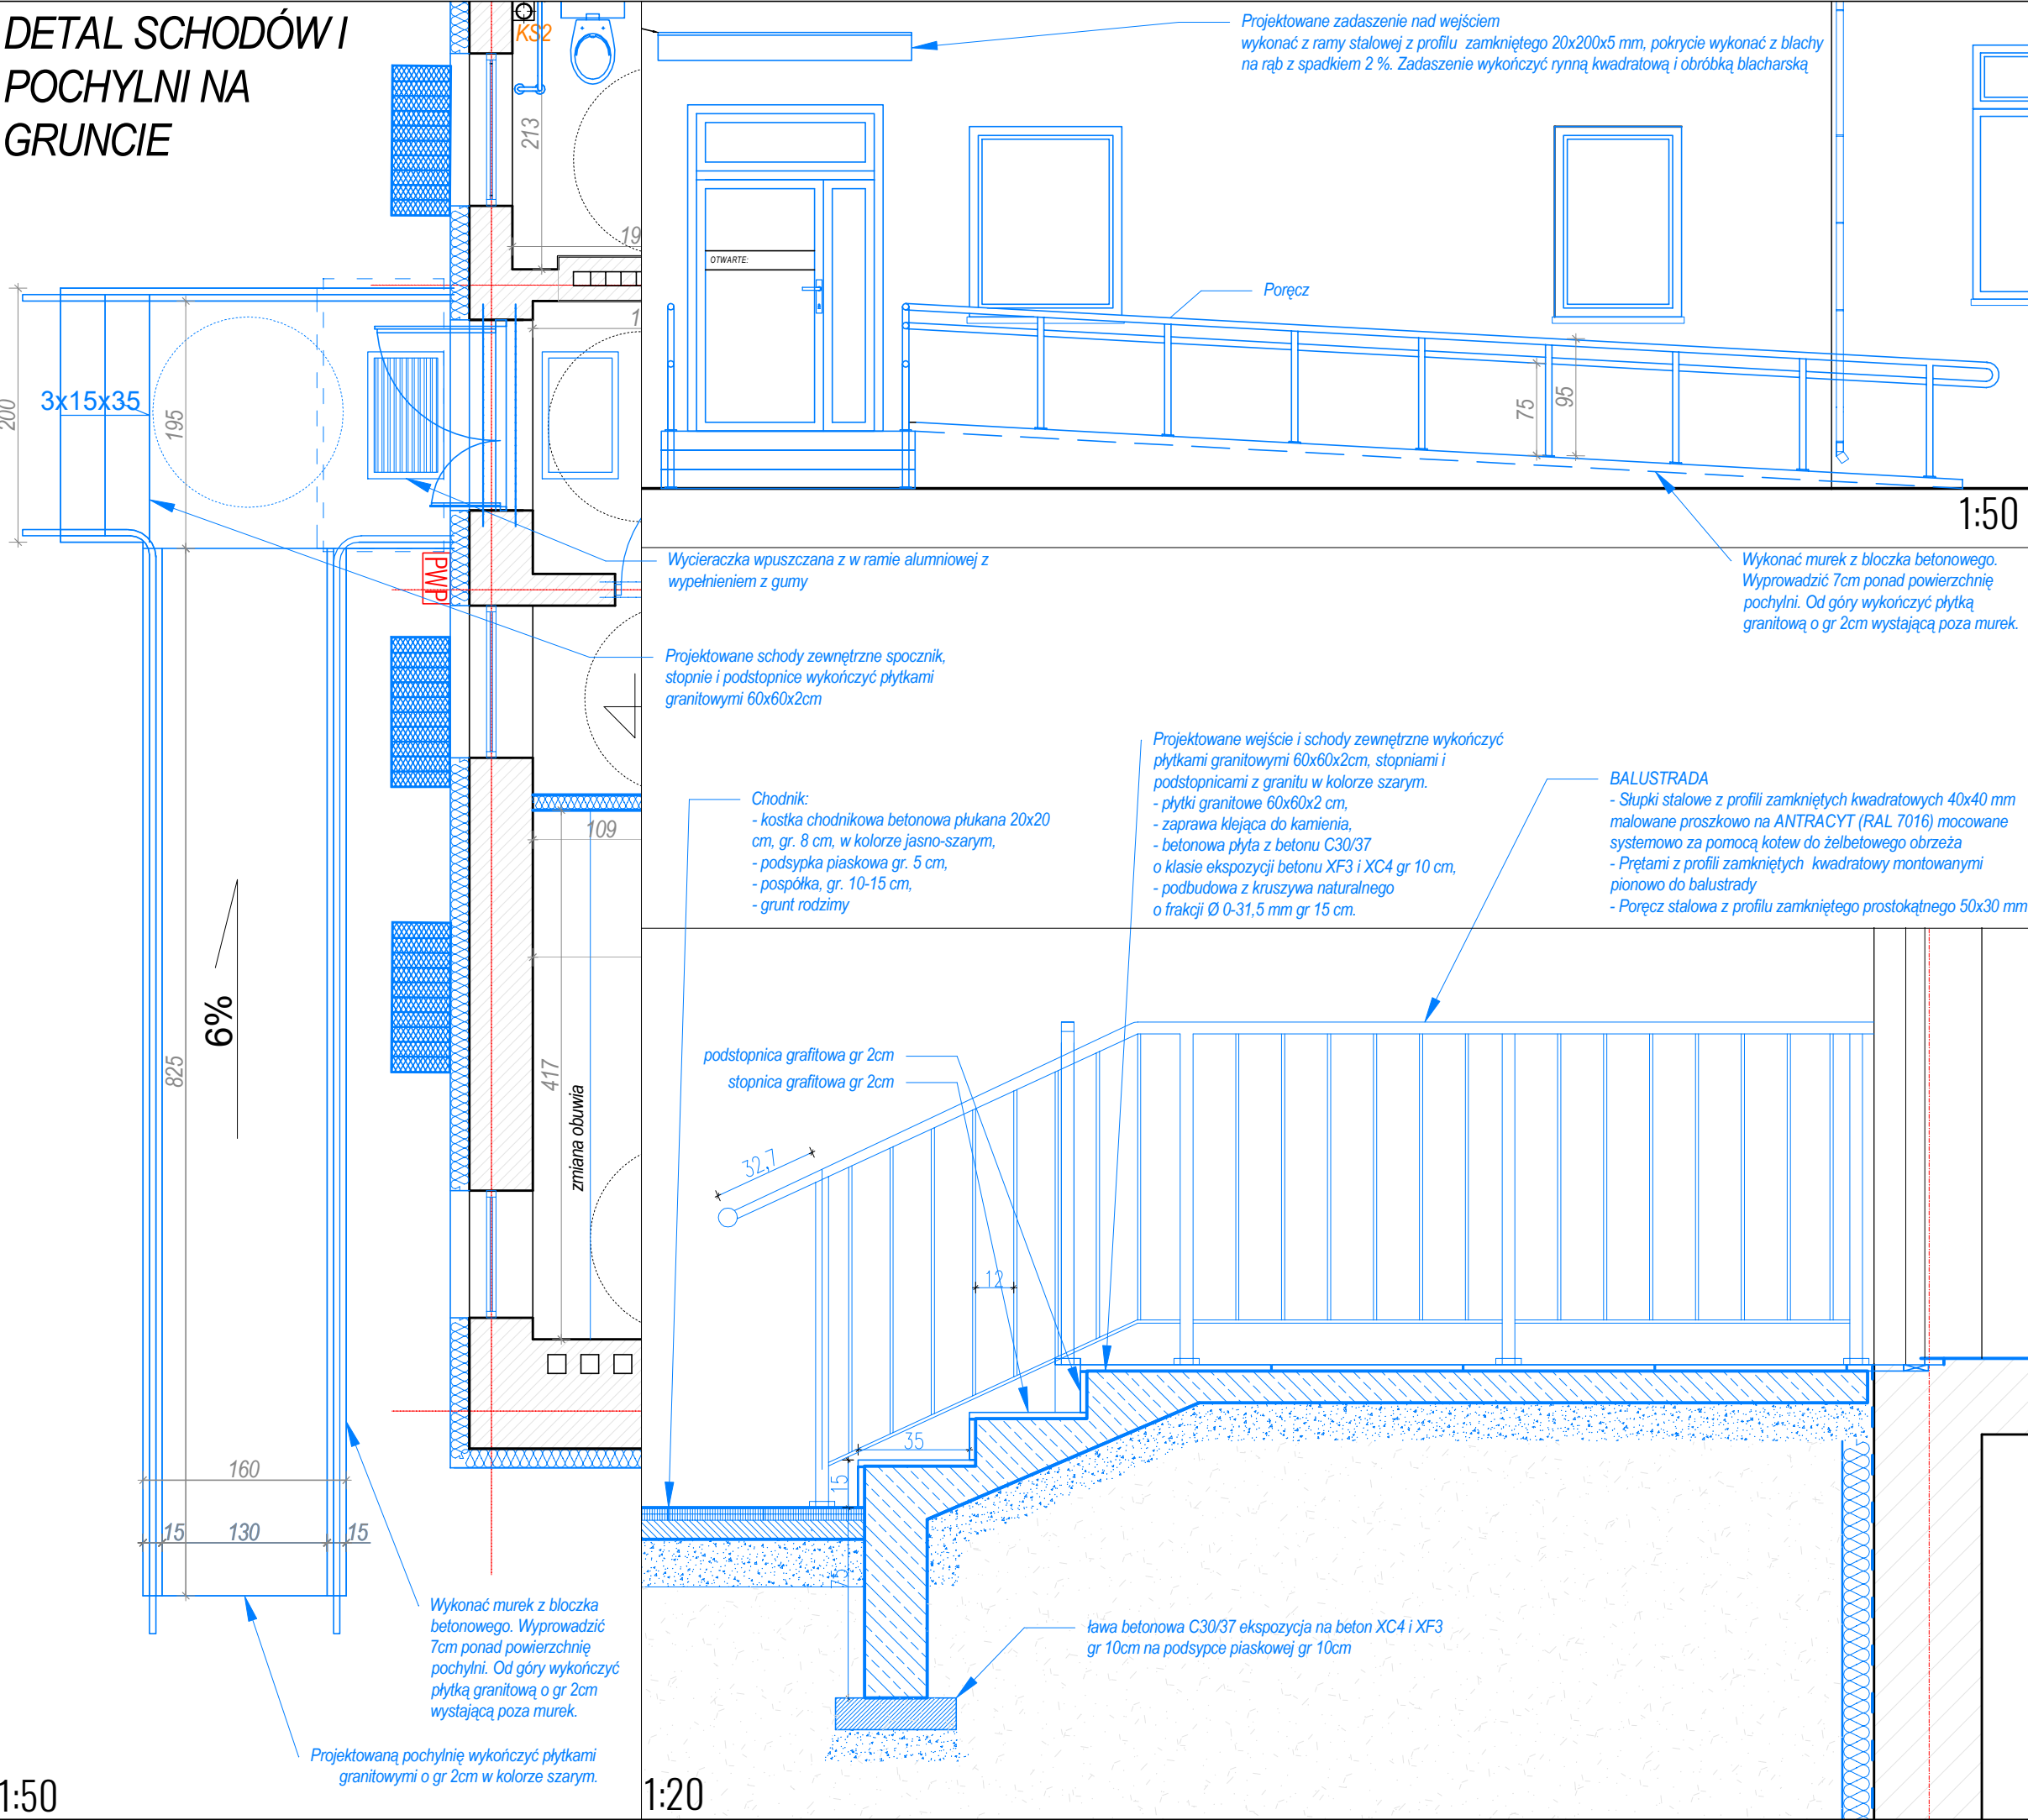 DETAL SCHODÓW I
POCHYLNI NA
GRUNCIE
KS2
213
19
1
200
3x15x35
195
PWP
109
6%
825
417
zmiana obuwia
160
15
130
15
Wykonać murek z bloczka
betonowego. Wyprowadzić
7cm ponad powierzchnię
pochylni. Od góry wykończyć
płytką granitową o gr 2cm
wystającą poza murek.
Projektowaną pochylnię wykończyć płytkami
granitowymi o gr 2cm w kolorze szarym.
1:50
Projektowane zadaszenie nad wejściem
wykonać z ramy stalowej z profilu zamkniętego 20x200x5 mm, pokrycie wykonać z blachy
na rąb z spadkiem 2 %. Zadaszenie wykończyć rynną kwadratową i obróbką blacharską
OTWARTE:
Poręcz
75
95
1:50
Wycieraczka wpuszczana z w ramie alumniowej z
wypełnieniem z gumy
Wykonać murek z bloczka betonowego.
Wyprowadzić 7cm ponad powierzchnię
pochylni. Od góry wykończyć płytką
granitową o gr 2cm wystającą poza murek.
Projektowane schody zewnętrzne spocznik,
stopnie i podstopnice wykończyć płytkami
granitowymi 60x60x2cm
Chodnik:
- kostka chodnikowa betonowa płukana 20x20
cm, gr. 8 cm, w kolorze jasno-szarym,
- podsypka piaskowa gr. 5 cm,
- pospółka, gr. 10-15 cm,
- grunt rodzimy
Projektowane wejście i schody zewnętrzne wykończyć
płytkami granitowymi 60x60x2cm, stopniami i
podstopnicami z granitu w kolorze szarym.
- płytki granitowe 60x60x2 cm,
- zaprawa klejąca do kamienia,
- betonowa płyta z betonu C30/37
o klasie ekspozycji betonu XF3 i XC4 gr 10 cm,
- podbudowa z kruszywa naturalnego
o frakcji Ø 0-31,5 mm gr 15 cm.
BALUSTRADA
- Słupki stalowe z profili zamkniętych kwadratowych 40x40 mm
malowane proszkowo na ANTRACYT (RAL 7016) mocowane
systemowo za pomocą kotew do żelbetowego obrzeża
- Prętami z profili zamkniętych kwadratowy montowanymi
pionowo do balustrady
- Poręcz stalowa z profilu zamkniętego prostokątnego 50x30 mm
podstopnica grafitowa gr 2cm
stopnica grafitowa gr 2cm
32,7
12
35
15
75
ława betonowa C30/37 ekspozycja na beton XC4 i XF3
gr 10cm na podsypce piaskowej gr 10cm
1:20